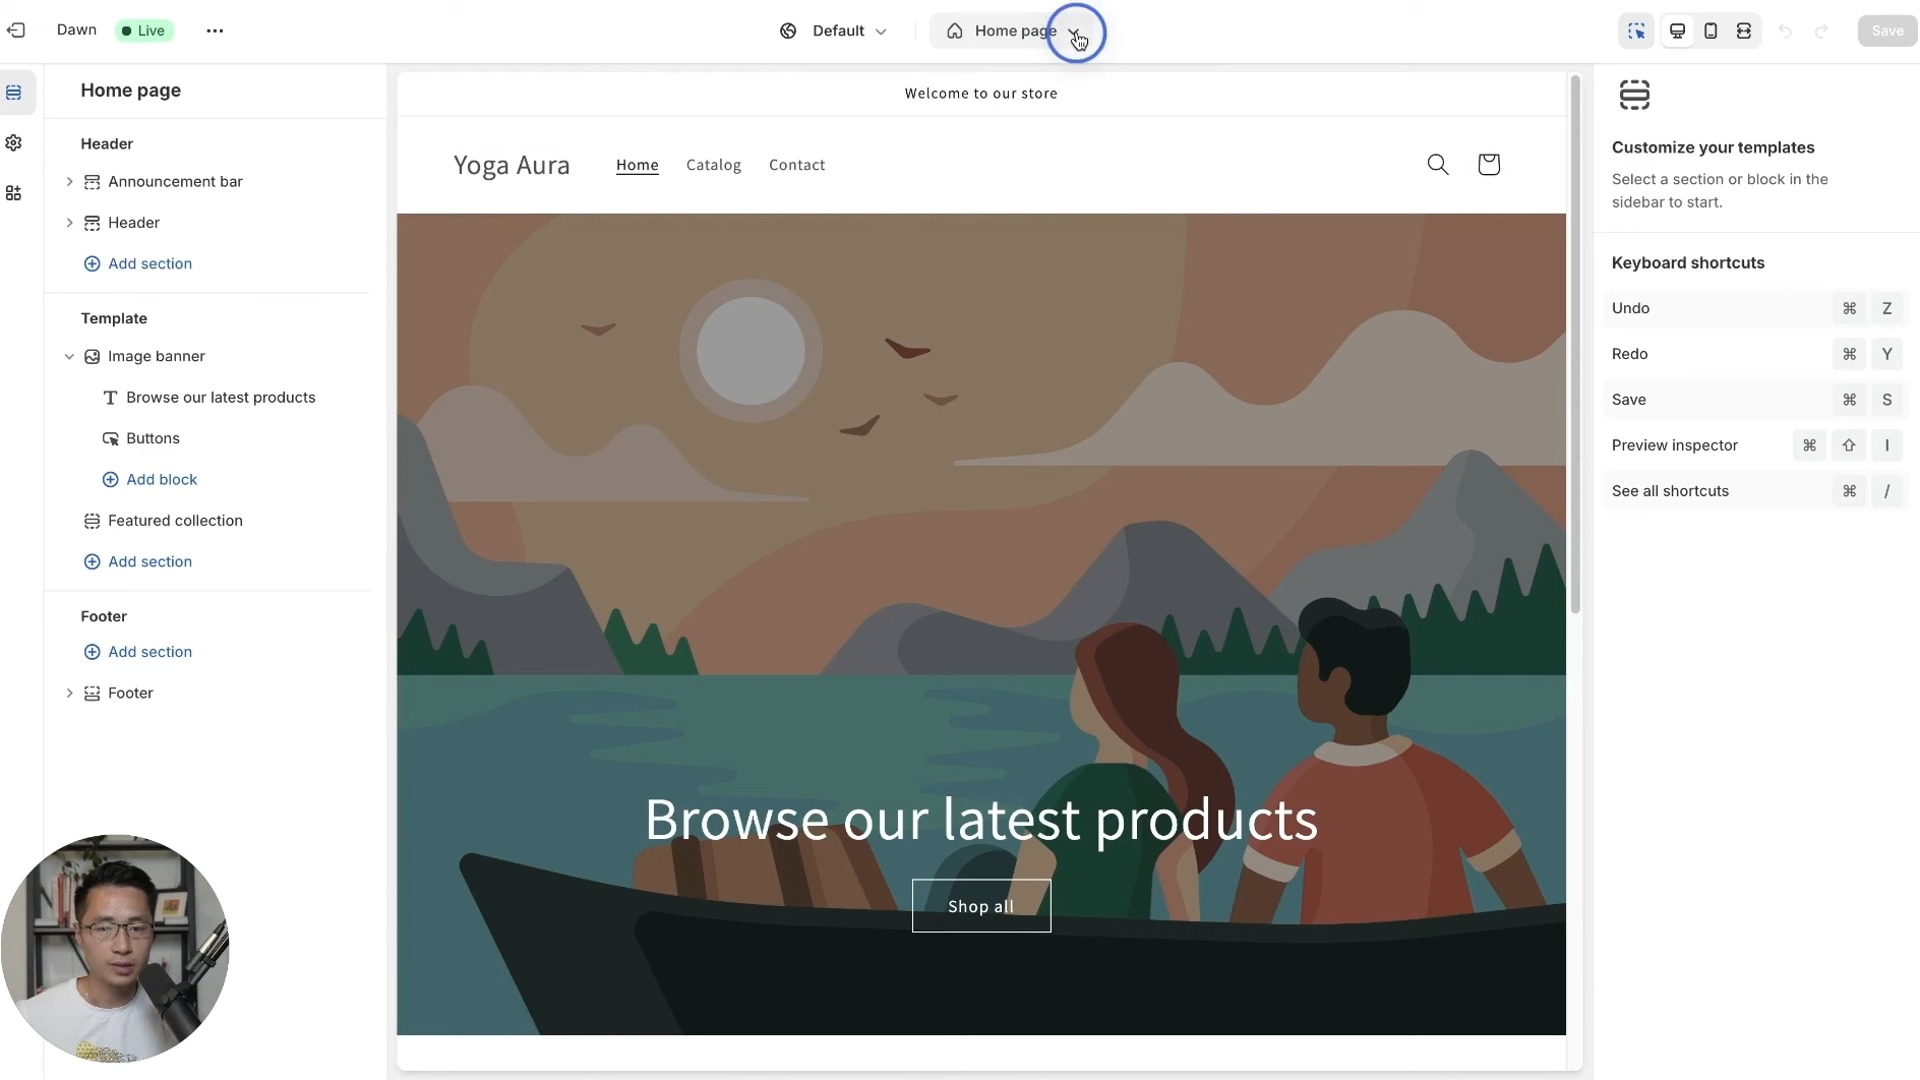 Dawn
Live
Default
Home page
Save
Home page
Header
Announcement bar
Header
Add section
Template
Image banner
Browse our latest products
Buttons
Add block
Featured collection
Add section
Footer
Add section
Footer
Welcome to our store
Yoga Aura
Home
Catalog
Contact
Browse our latest products
Shop all
Customize your templates
Select a section or block in the
sidebar to start.
Keyboard shortcuts
Undo ⌘ Z
Redo ⌘ Y
Save ⌘ S
Preview inspector ⌘ ⇧ I
See all shortcuts ⌘ /